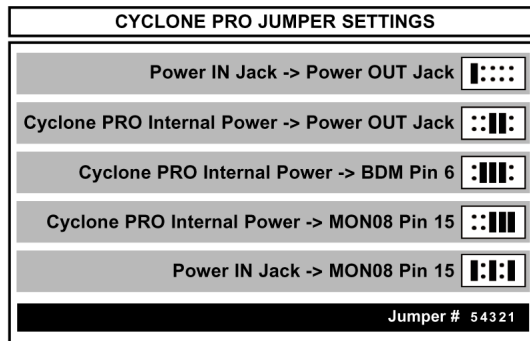 CYCLONE PRO JUMPER SETTINGS
Power IN Jack -> Power OUT Jack
Cyclone PRO Internal Power -> Power OUT Jack
Cyclone PRO Internal Power -> BDM Pin 6
Cyclone PRO Internal Power -> MON08 Pin 15
Power IN Jack -> MON08 Pin 15
Jumper # 54321